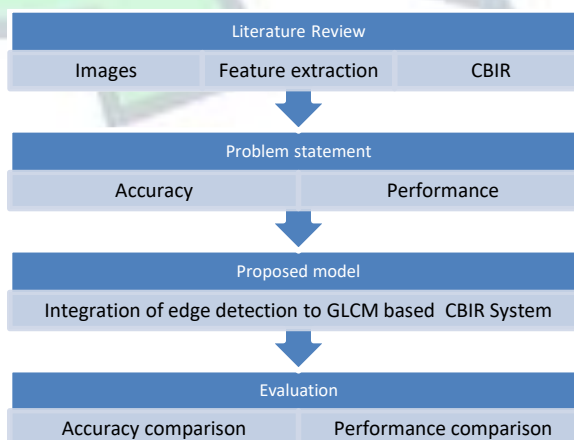 Literature Review
Images Feature extraction CBIR
Problem statement
Accuracy Performance
Proposed model
Integration of edge detection to GLCM based CBIR System
Evaluation
Accuracy comparison Performance comparison